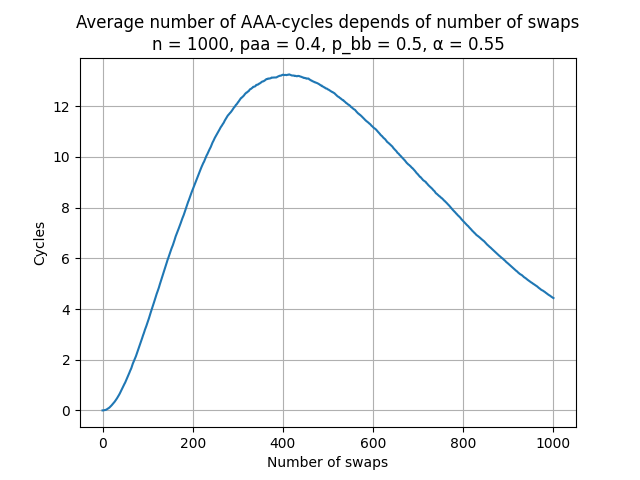 Average number of AAA-cycles depends of number of swaps
n = 1000, paa = 0.4, p_bb = 0.5, α = 0.55
12
10
8
6
4
2
0
Cycles
0 200 400 600 800 1000
Number of swaps